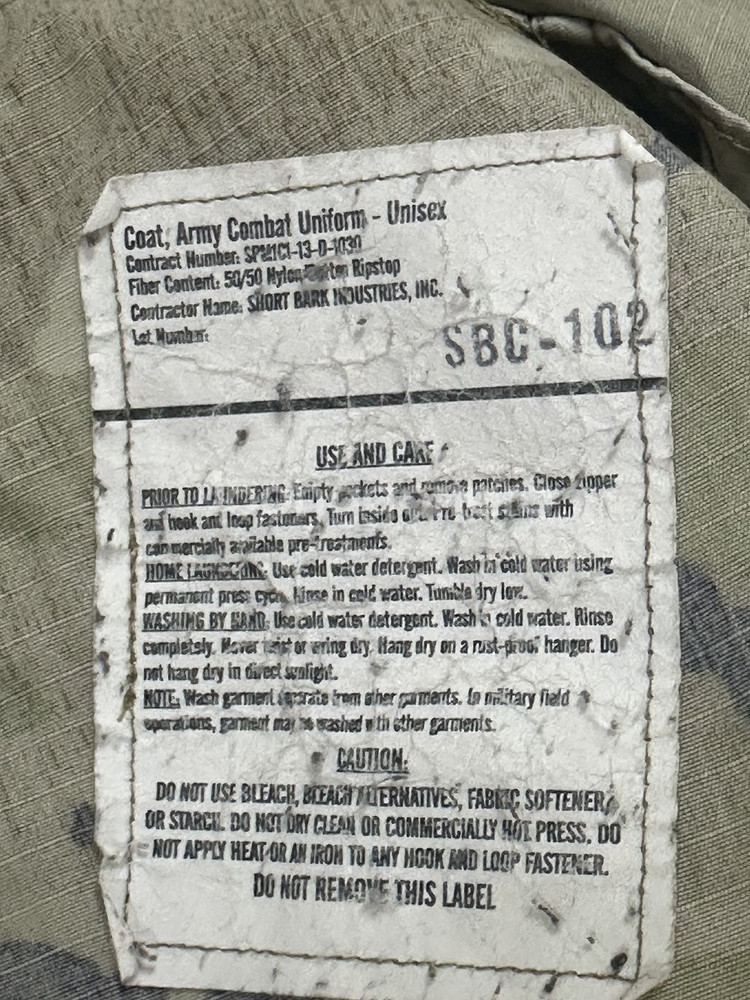 Coat, Army Combat Uniform - Unisex
Contract Number: SPM1C1-13-D-1030
Fiber Content: 50/50 Nylon/Cotton Ripstop
Contractor Name: SHORT BARK INDUSTRIES, INC.
Lot Number:
SBC-102
USE AND CARE
PRIOR TO LAUNDERING: Empty pockets and remove patches. Close zipper
and hook and loop fasteners. Turn inside out. Pre-treat stains with
commercially available pre-treatments.
HOME LAUNDERING: Use cold water detergent. Wash in cold water using
permanent press cycle. Rinse in cold water. Tumble dry low.
WASHING BY HAND: Use cold water detergent. Wash in cold water. Rinse
completely. Never twist or wring dry. Hang dry on a rust-proof hanger. Do
not hang dry in direct sunlight.
NOTE: Wash garment separate from other garments. In military field
operations, garment may be washed with other garments.
CAUTION:
DO NOT USE BLEACH, BLEACH ALTERNATIVES, FABRIC SOFTENER,
OR STARCH. DO NOT DRY CLEAN OR COMMERCIALLY HOT PRESS. DO
NOT APPLY HEAT OR AN IRON TO ANY HOOK AND LOOP FASTENER.
DO NOT REMOVE THIS LABEL